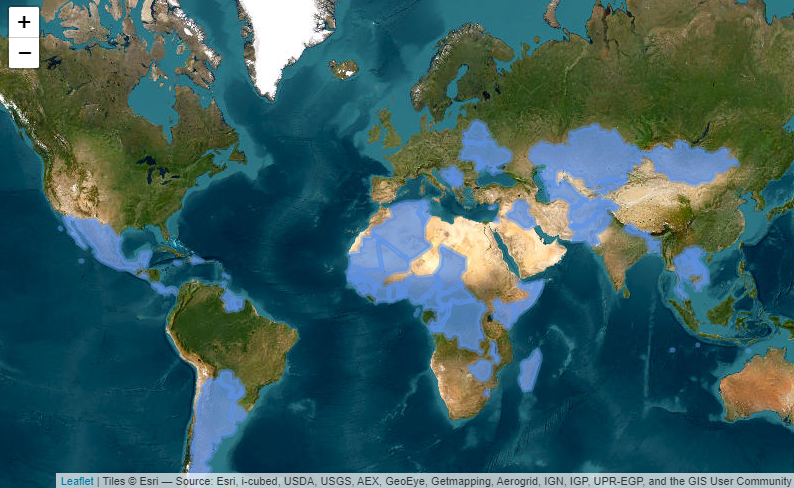 +
−
Leaflet | Tiles © Esri — Source: Esri, i-cubed, USDA, USGS, AEX, GeoEye, Getmapping, Aerogrid, IGN, IGP, UPR-EGP, and the GIS User Community